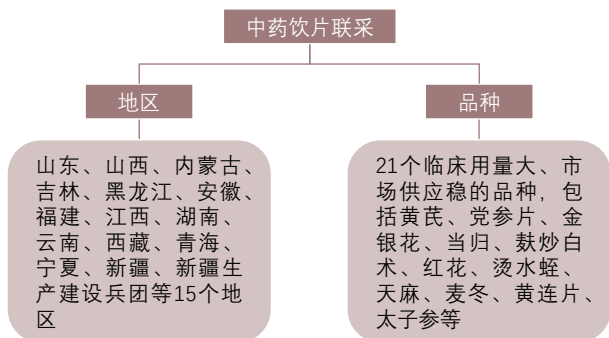 中药饮片联采
地区
品种
山东、山西、内蒙古、
吉林、黑龙江、安徽、
福建、江西、湖南、
云南、西藏、青海、
宁夏、新疆、新疆生
产建设兵团等15个地
区
21个临床用量大、市
场供应稳的品种，包
括黄芪、党参片、金
银花、当归、麸炒白
术、红花、烫水蛭、
天麻、麦冬、黄连片、
太子参等